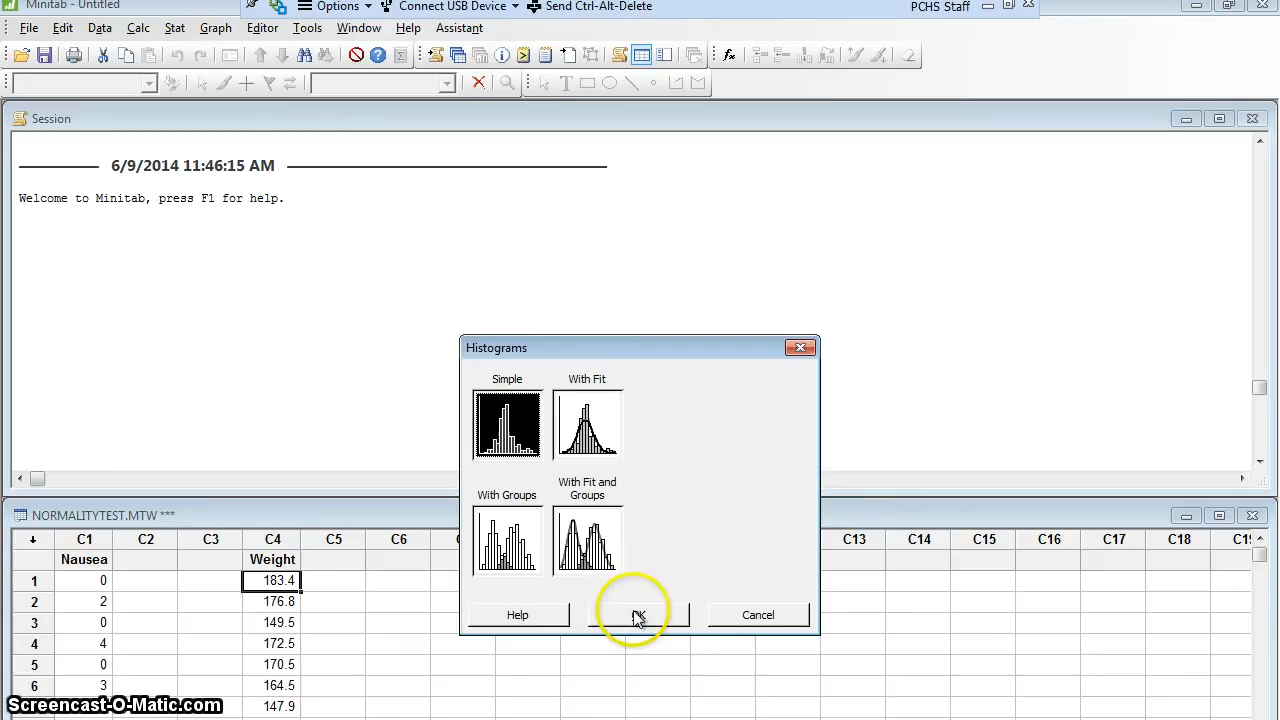 Minitab - Untitled
Options
Connect USB Device
Send Ctrl-Alt-Delete
PCHS Staff
File Edit Data Calc Stat Graph Editor Tools Window Help Assistant
Session
6/9/2014 11:46:15 AM
Welcome to Minitab, press F1 for help.
Histograms
Simple
With Fit
With Groups
With Fit and
Groups
Help
Cancel
NORMALITYTEST.MTW ***
C1 C2 C3 C4 C5 C6 C13 C14 C15 C16 C17 C18
Nausea Weight
1 0 183.4
2 2 176.8
3 0 149.5
4 4 172.5
5 0 170.5
6 3 164.5
147.9
Screencast-O-Matic.com